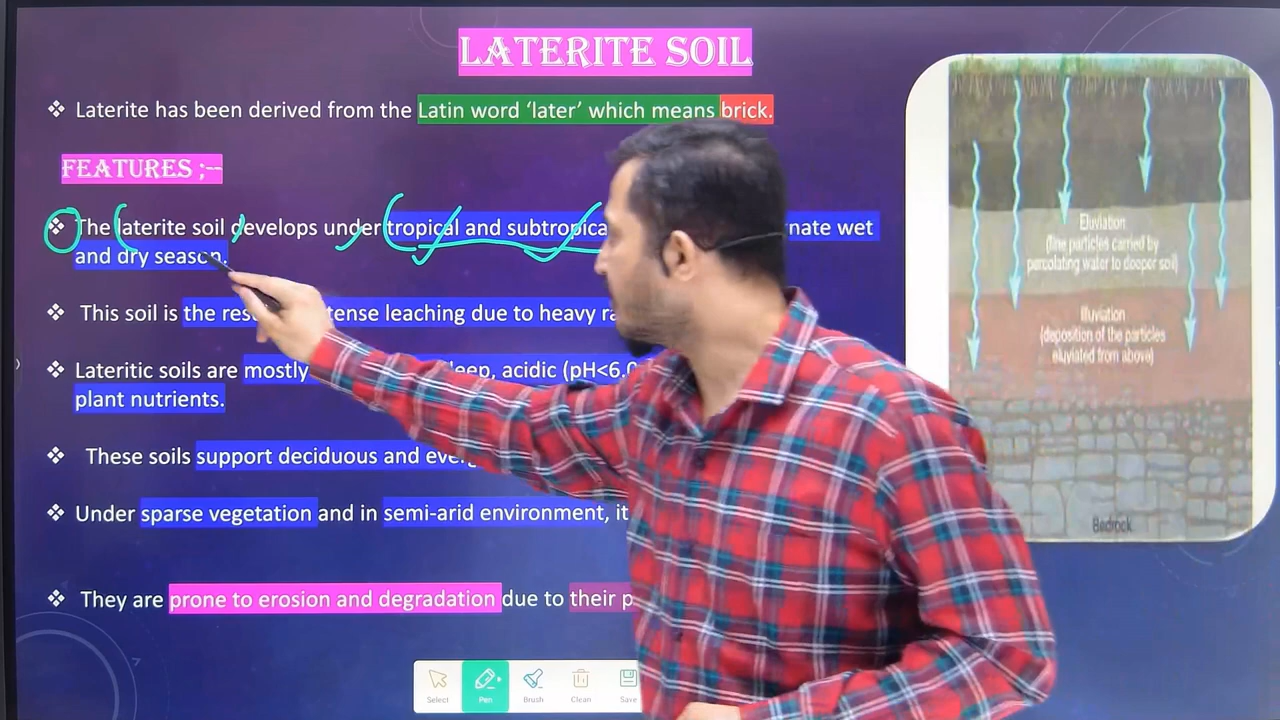 LATERITE SOIL
❖ Laterite has been derived from the Latin word ‘later’ which means brick.
FEATURES ;--
❖ The laterite soil develops under tropical and subtropica nate wet
and dry season.
❖ This soil is the res tense leaching due to heavy ra
❖ Lateritic soils are mostly eep, acidic (pH<6.0
plant nutrients.
❖ These soils support deciduous and ever
❖ Under sparse vegetation and in semi-arid environment, it
❖ They are prone to erosion and degradation due to their p
Eluviation
(fine particles carried by
percolating water to deeper soil)
Illuviation
(deposition of the particles
eluviated from above)
Bedrock
Select Pen Brush Clean Save